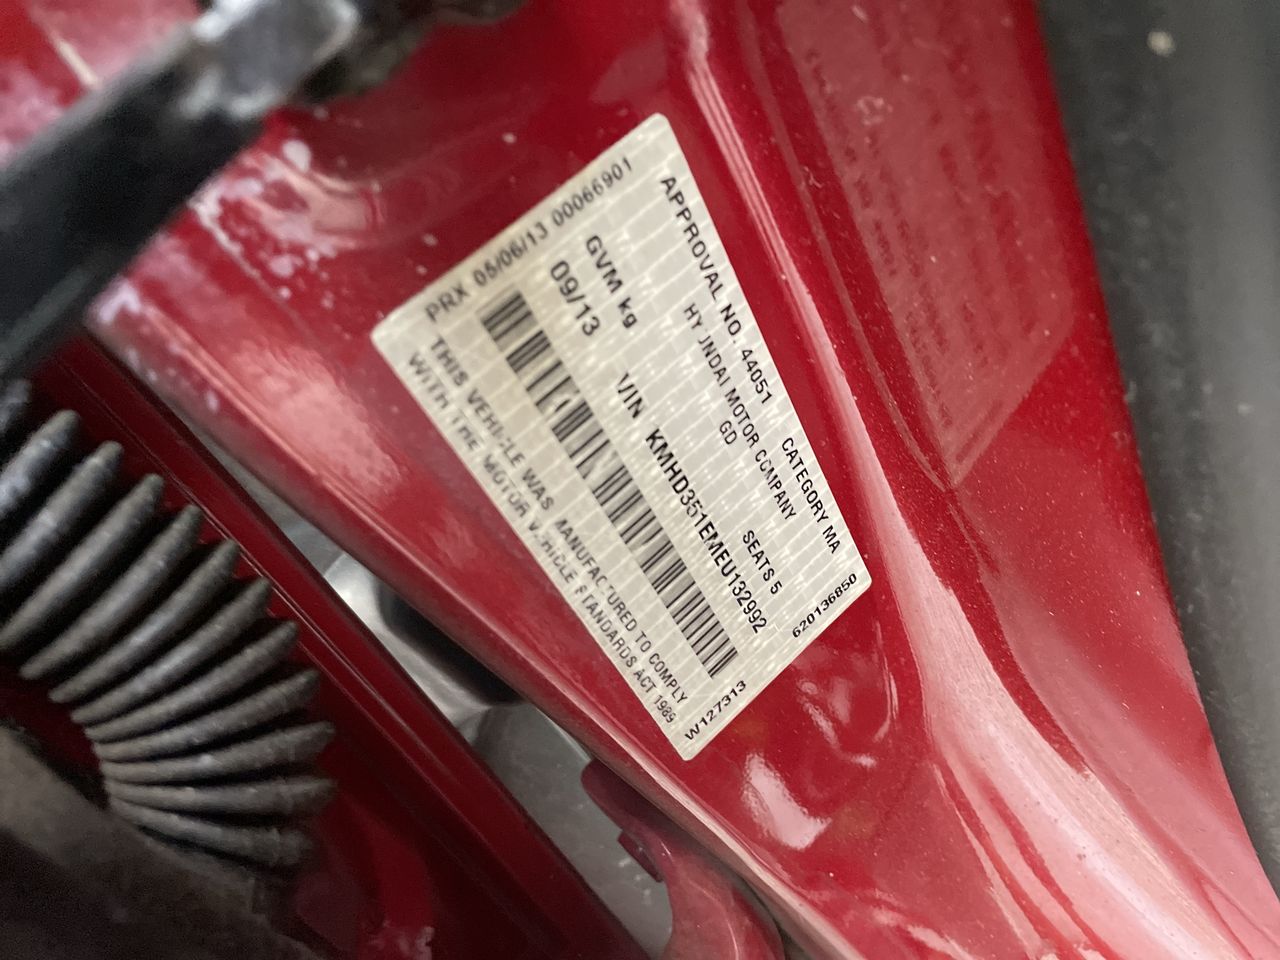 APPROVAL NO. 44051 CATEGORY MA
HYUNDAI MOTOR COMPANY
GD SEATS 5
620136850
PRX 05/06/13 00066901
GVM kg
09/13 VIN KMHD351EMEU132992
THIS VEHICLE WAS MANUFACTURED TO COMPLY
WITH THE MOTOR VEHICLE STANDARDS ACT 1989
W127313